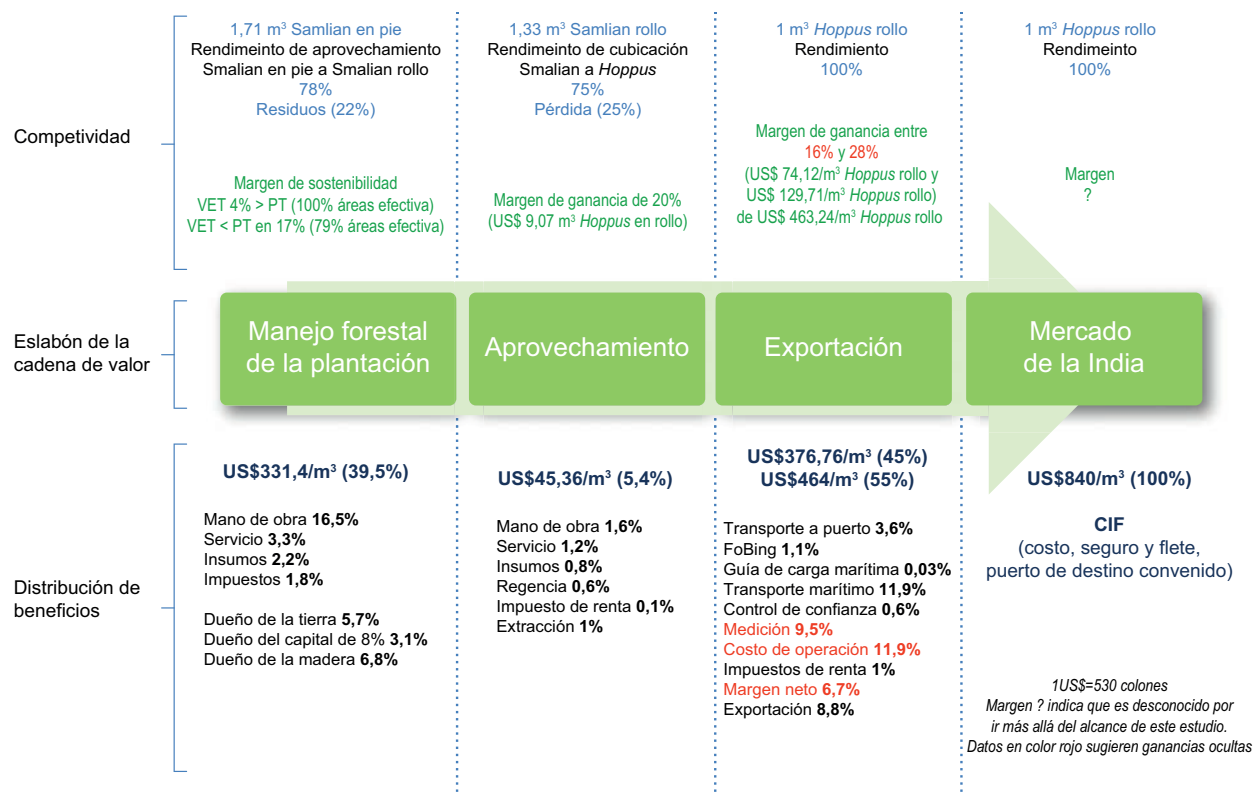 Competividad
1,71 m³ Samlian en pie
Rendimeinto de aprovechamiento
Smalian en pie a Smalian rollo
78%
Residuos (22%)
Margen de sostenibilidad
VET 4% > PT (100% áreas efectiva)
VET < PT en 17% (79% áreas efectiva)
1,33 m³ Samlian rollo
Rendimeinto de cubicación
Smalian a Hoppus
75%
Pérdida (25%)
Margen de ganancia de 20%
(US$ 9,07 m³ Hoppus en rollo)
1 m³ Hoppus rollo
Rendimiento
100%
Margen de ganancia entre
16% y 28%
(US$ 74,12/m³ Hoppus rollo y
US$ 129,71/m³ Hoppus rollo)
de US$ 463,24/m³ Hoppus rollo
1 m³ Hoppus rollo
Rendimeinto
100%
Margen
?
Eslabón de la
cadena de valor
Manejo forestal
de la plantación
Aprovechamiento
Exportación
Mercado
de la India
Distribución de
beneficios
US$331,4/m³ (39,5%)
Mano de obra 16,5%
Servicio 3,3%
Insumos 2,2%
Impuestos 1,8%
Dueño de la tierra 5,7%
Dueño del capital de 8% 3,1%
Dueño de la madera 6,8%
US$45,36/m³ (5,4%)
Mano de obra 1,6%
Servicio 1,2%
Insumos 0,8%
Regencia 0,6%
Impuesto de renta 0,1%
Extracción 1%
US$376,76/m³ (45%)
US$464/m³ (55%)
Transporte a puerto 3,6%
FoBing 1,1%
Guía de carga marítima 0,03%
Transporte marítimo 11,9%
Control de confianza 0,6%
Medición 9,5%
Costo de operación 11,9%
Impuestos de renta 1%
Margen neto 6,7%
Exportación 8,8%
US$840/m³ (100%)
CIF
(costo, seguro y flete,
puerto de destino convenido)
1US$=530 colones
Margen ? indica que es desconocido por
ir más allá del alcance de este estudio.
Datos en color rojo sugieren ganancias ocultas